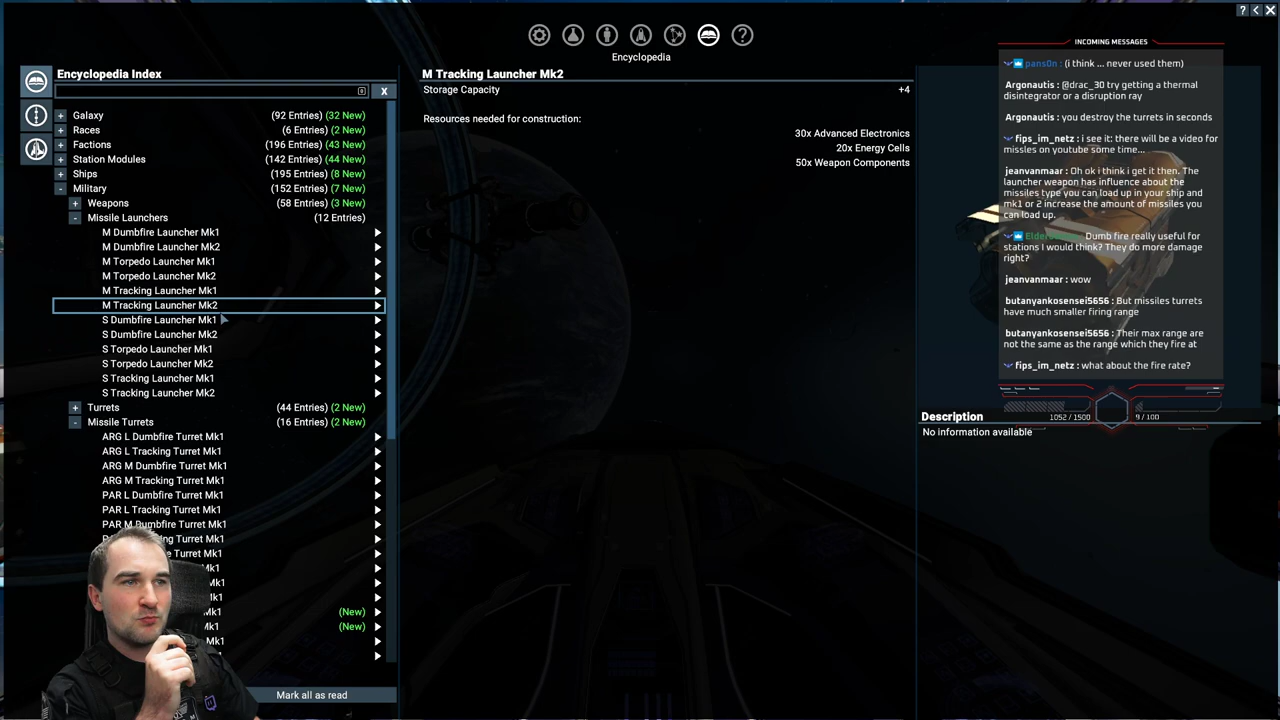 ? < X
Encyclopedia
INCOMING MESSAGES
Encyclopedia Index
X
Galaxy (92 Entries) (32 New)
Races (6 Entries) (2 New)
Factions (196 Entries) (43 New)
Station Modules (142 Entries) (44 New)
Ships (195 Entries) (8 New)
Military (152 Entries) (7 New)
Weapons (58 Entries) (3 New)
Missile Launchers (12 Entries)
M Dumbfire Launcher Mk1
M Dumbfire Launcher Mk2
M Torpedo Launcher Mk1
M Torpedo Launcher Mk2
M Tracking Launcher Mk1
M Tracking Launcher Mk2
S Dumbfire Launcher Mk1
S Dumbfire Launcher Mk2
S Torpedo Launcher Mk1
S Torpedo Launcher Mk2
S Tracking Launcher Mk1
S Tracking Launcher Mk2
Turrets (44 Entries) (2 New)
Missile Turrets (16 Entries) (2 New)
ARG L Dumbfire Turret Mk1
ARG L Tracking Turret Mk1
ARG M Dumbfire Turret Mk1
ARG M Tracking Turret Mk1
PAR L Dumbfire Turret Mk1
PAR L Tracking Turret Mk1
PAR M Dumbfire Turret Mk1
Turret Mk1
Mk1
Mk1
Mk1
Mk1 (New)
Mk1 (New)
Mk1
Mark all as read
M Tracking Launcher Mk2
Storage Capacity +4
Resources needed for construction:
30x Advanced Electronics
20x Energy Cells
50x Weapon Components
pans0n : (i think ... never used them)
Argonautis : @drac_30 try getting a thermal
disintegrator or a disruption ray
Argonautis : you destroy the turrets in seconds
fips_im_netz : i see it: there will be a video for
missles on youtube some time...
jeanvanmaar : Oh ok i think i get it then. The
launcher weapon has influence about the
missiles type you can load up in your ship and
mk1 or 2 increase the amount of missiles you
can load up.
Dumb fire really useful for
stations I would think? They do more damage
right?
jeanvanmaar : wow
butanyankosensei5656 : But missiles turrets
have much smaller firing range
butanyankosensei5656 : Their max range are
not the same as the range which they fire at
fips_im_netz : what about the fire rate?
1052 / 1500 9 / 100
Description
No information available